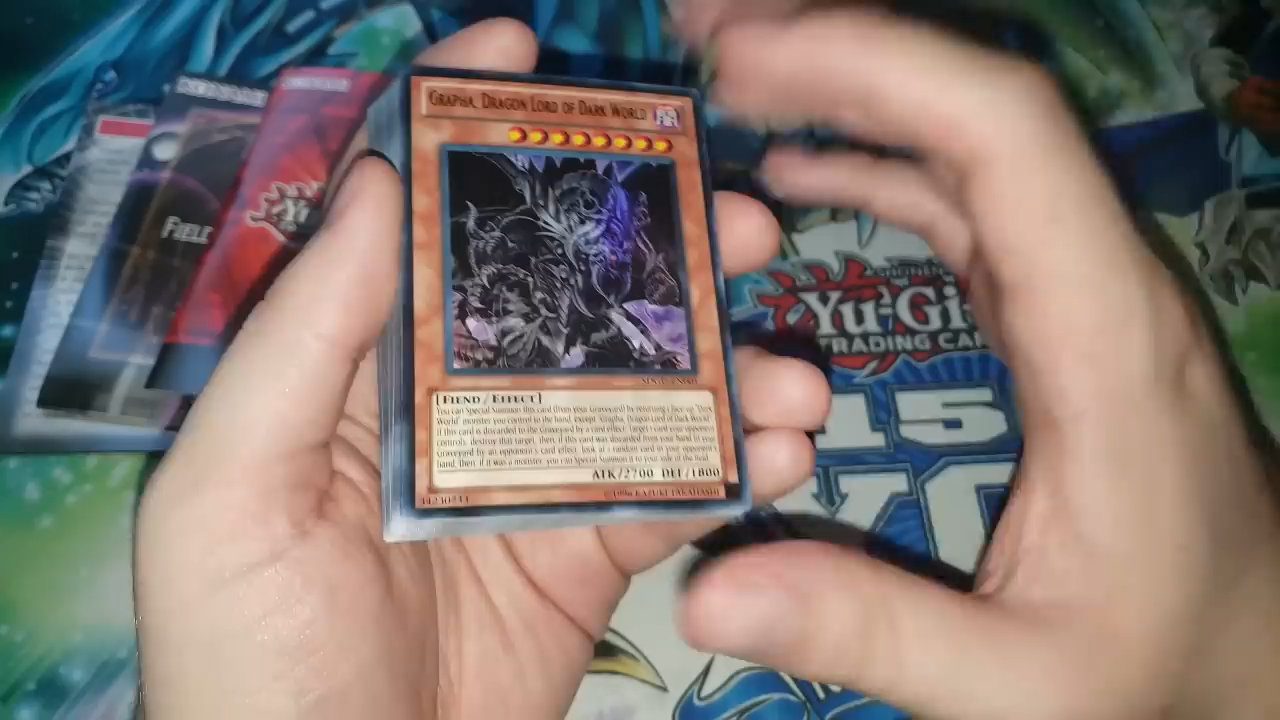 GRAPHA, DRAGON LORD OF DARK WORLD
[FIEND / EFFECT]
You can Special Summon this card (from your Graveyard) by returning 1 face-up "Dark
World" monster you control to the hand, except "Grapha, Dragon Lord of Dark World".
If this card is discarded to the Graveyard by a card effect: Target 1 card your opponent
controls; destroy that target, then, if this card was discarded from your hand to your
Graveyard by an opponent's card effect, look at 1 random card in your opponent's
hand, then, if it was a monster, you can Special Summon it to your side of the field.
ATK/2700 DEF/1800
©1996 KAZUKI TAKAHASHI
FIELD
Yu
SHONEN
Yu-Gi-
TRADING CAR
15